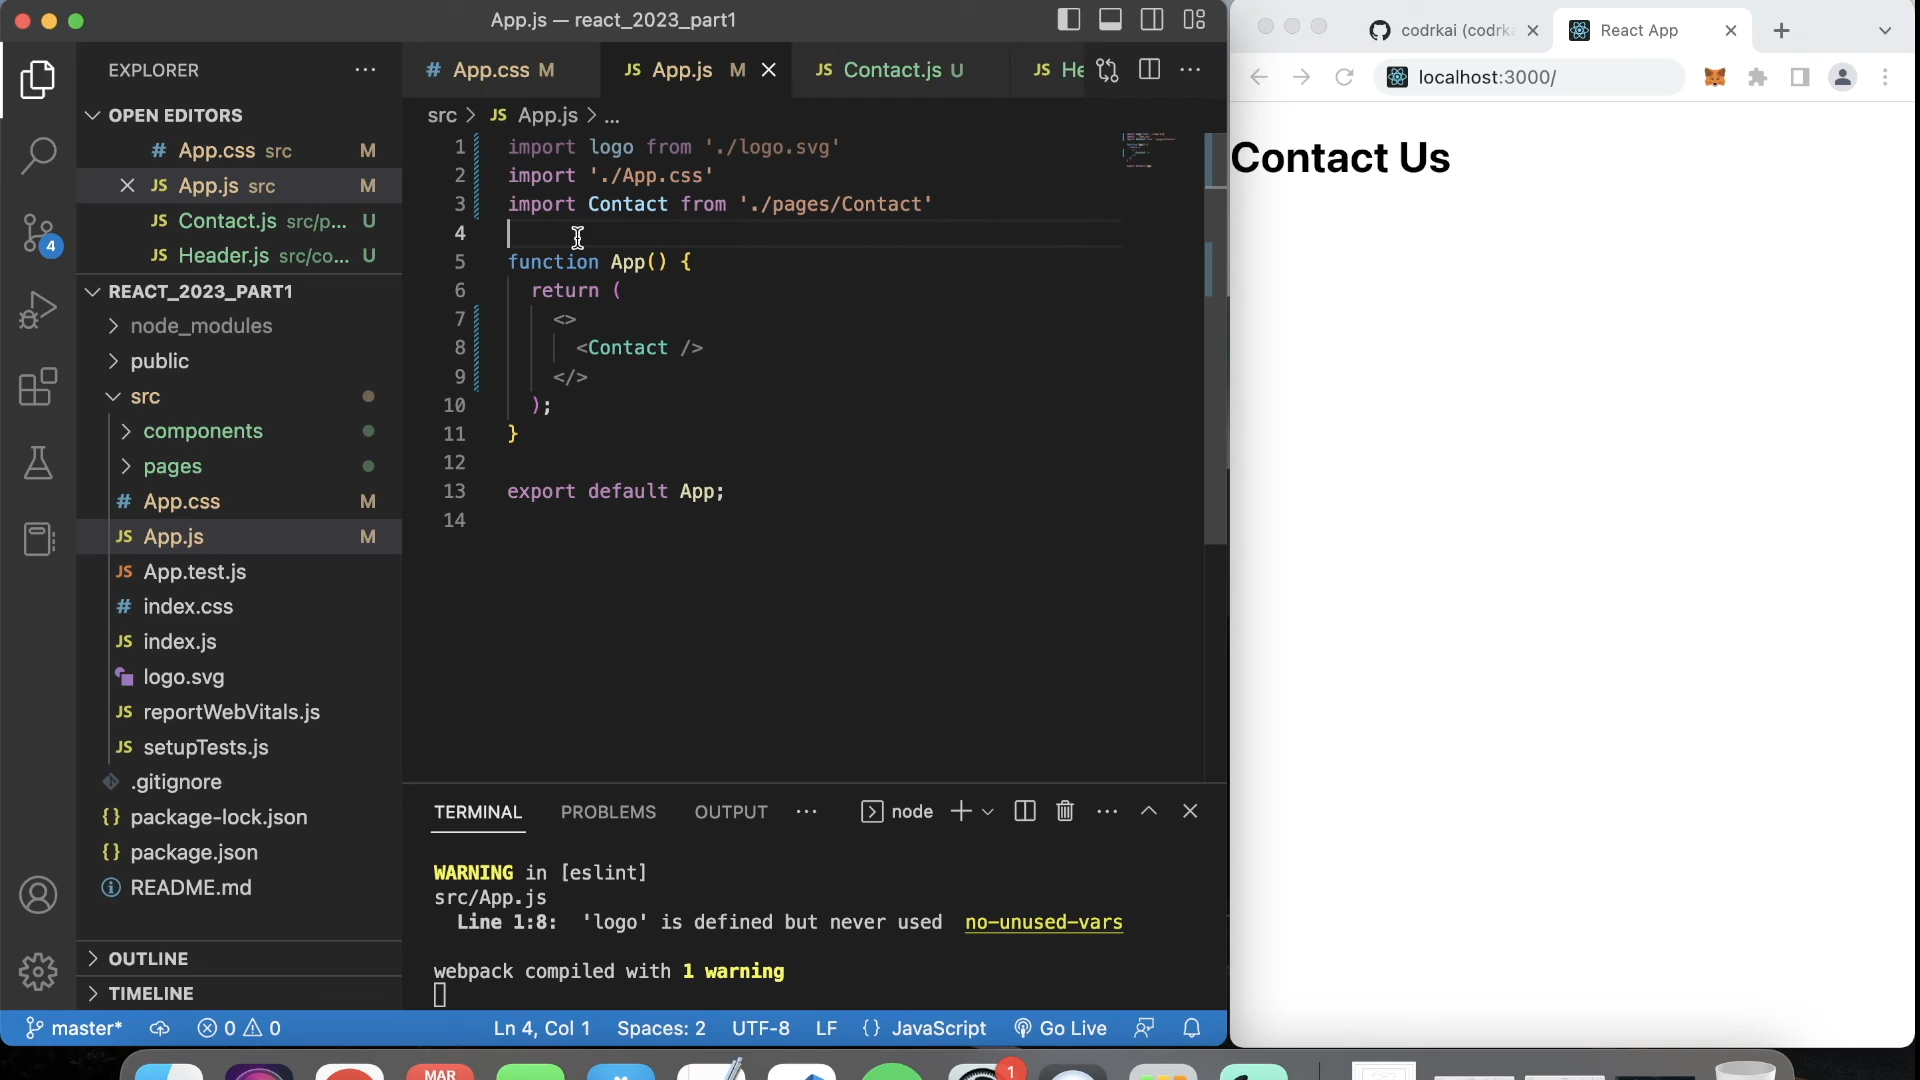 App.js — react_2023_part1
EXPLORER
OPEN EDITORS
# App.css src M
JS App.js src M
JS Contact.js src/p... U
JS Header.js src/co... U
REACT_2023_PART1
node_modules
public
src
components
pages
# App.css M
JS App.js M
JS App.test.js
# index.css
JS index.js
logo.svg
JS reportWebVitals.js
JS setupTests.js
.gitignore
{} package-lock.json
{} package.json
README.md
OUTLINE
TIMELINE
4
# App.css M
JS App.js M
JS Contact.js U
JS He
src > JS App.js > ...
1 import logo from './logo.svg'
2 import './App.css'
3 import Contact from './pages/Contact'
4
5 function App() {
6 return (
7 <>
8 <Contact />
9 </>
10 );
11 }
12
13 export default App;
14
TERMINAL PROBLEMS OUTPUT ... node
WARNING in [eslint]
src/App.js
Line 1:8: 'logo' is defined but never used no-unused-vars
webpack compiled with 1 warning
master* 0 0 Ln 4, Col 1 Spaces: 2 UTF-8 LF {} JavaScript Go Live
codrkai (codrk
React App
localhost:3000/
Contact Us
MAR
1